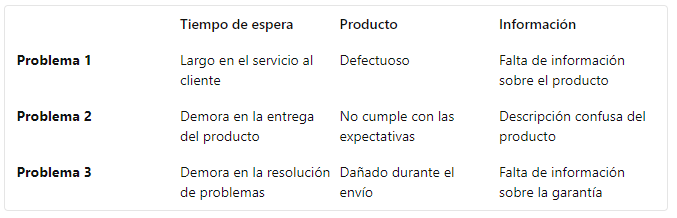 Tiempo de espera Producto Información
Problema 1 Largo en el servicio al Defectuoso Falta de información
cliente sobre el producto
Problema 2 Demora en la entrega No cumple con las Descripción confusa del
del producto expectativas producto
Problema 3 Demora en la resolución Dañado durante el Falta de información
de problemas envío sobre la garantía